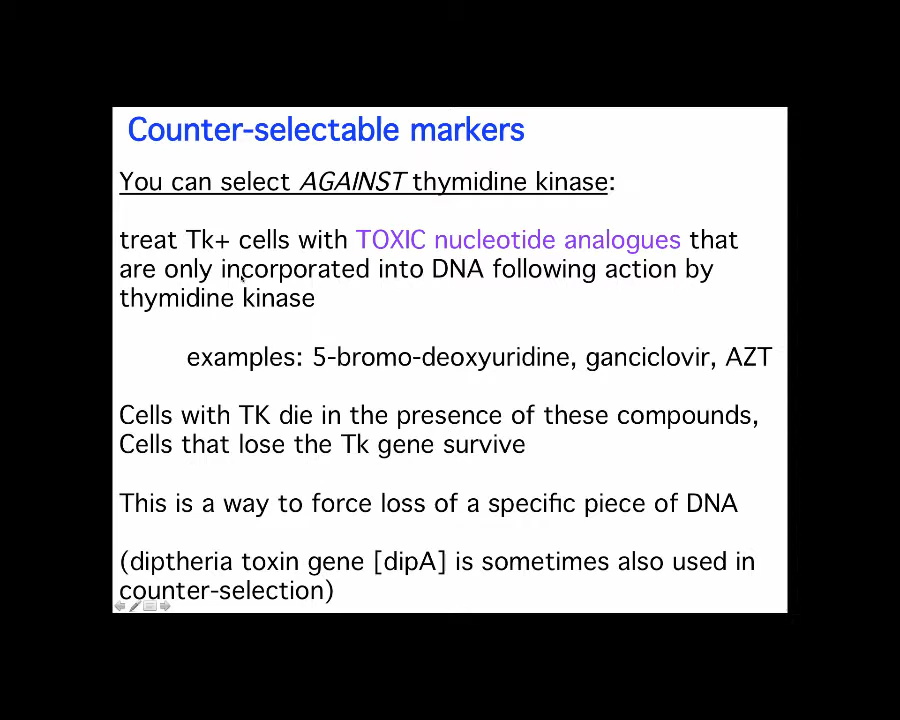 Counter-selectable markers
You can select AGAINST thymidine kinase:
treat Tk+ cells with TOXIC nucleotide analogues that
are only incorporated into DNA following action by
thymidine kinase
examples: 5-bromo-deoxyuridine, ganciclovir, AZT
Cells with TK die in the presence of these compounds,
Cells that lose the Tk gene survive
This is a way to force loss of a specific piece of DNA
(diptheria toxin gene [dipA] is sometimes also used in
counter-selection)